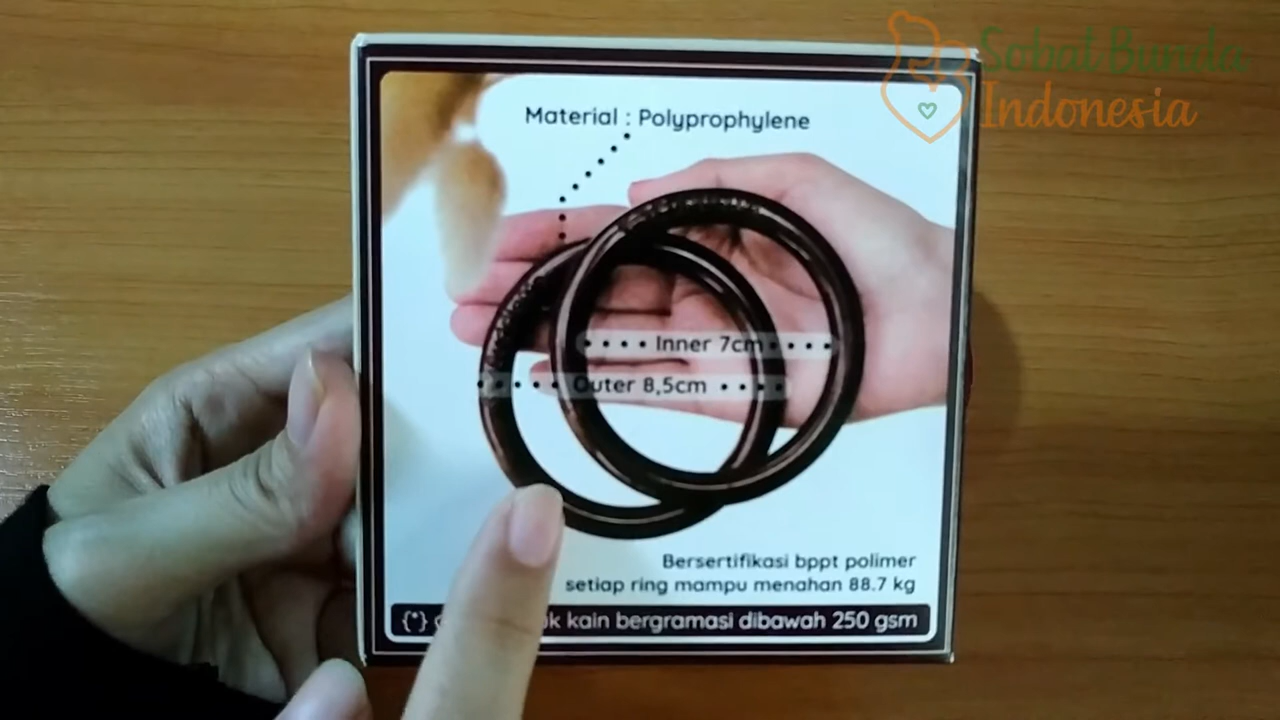 Sobat Bunda
Indonesia
Material : Polyprophylene
Inner 7cm
Outer 8,5cm
Bersertifikasi bppt polimer
setiap ring mampu menahan 88.7 kg
{*} kain bergramasi dibawah 250 gsm